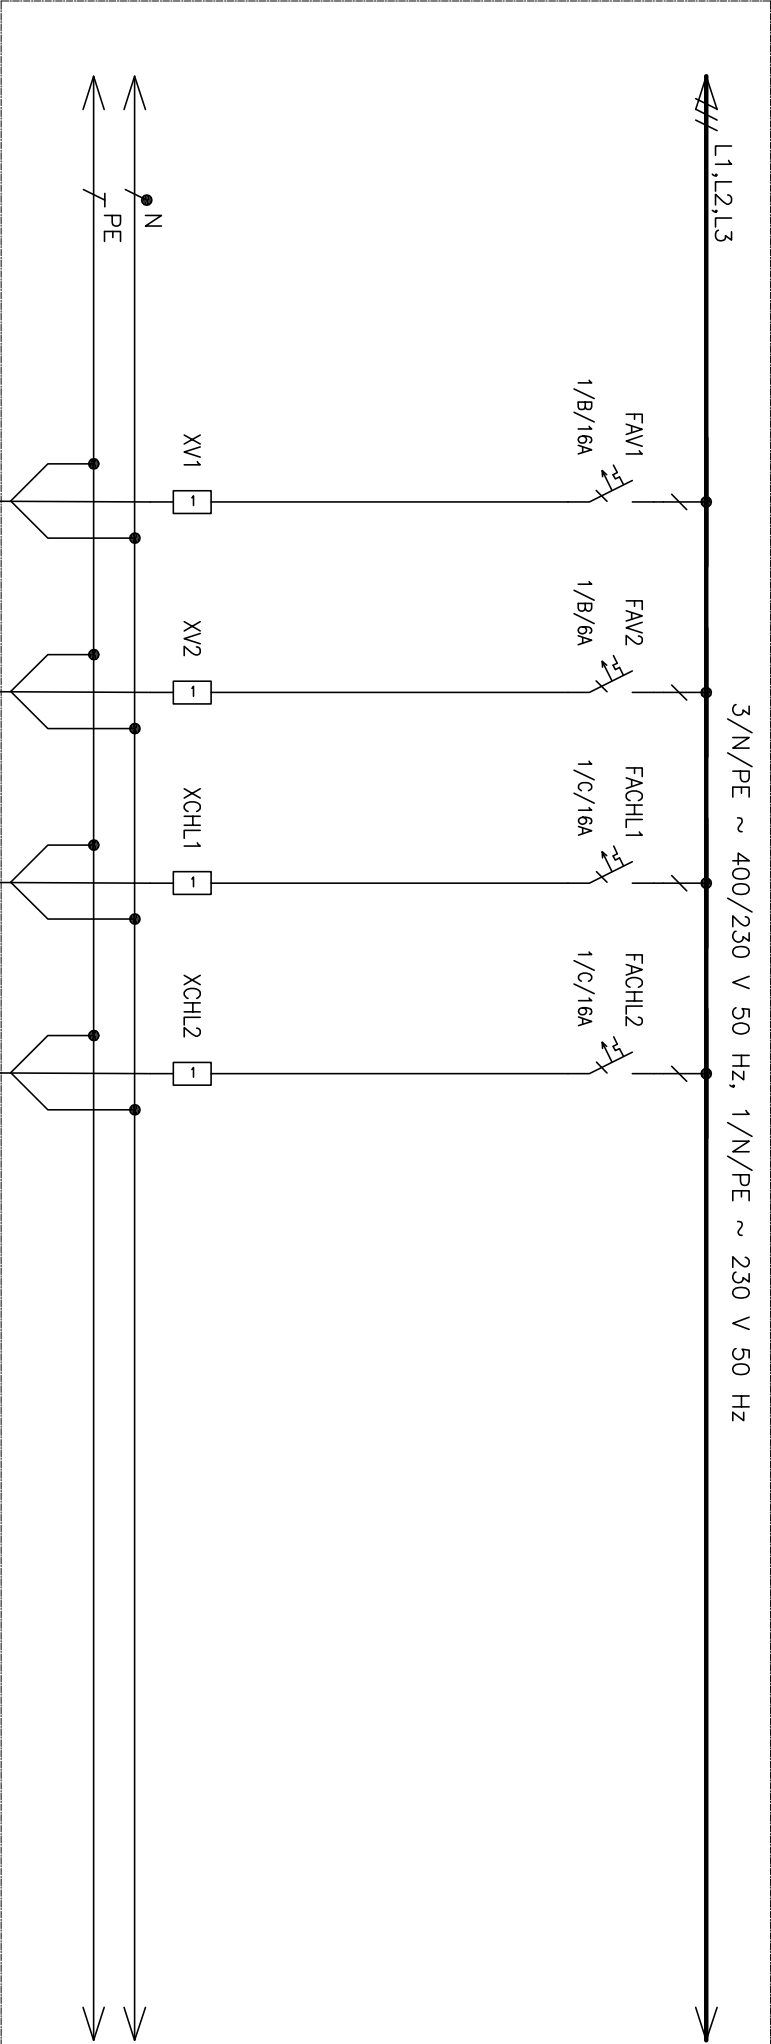 3/N/PE ~ 400/230 V 50 Hz, 1/N/PE ~ 230 V 50 Hz
L1,L2,L3
FAV1
1/B/16A
FAV2
1/B/6A
FACHL1
1/C/16A
FACHL2
1/C/16A
XV1
1
XV2
1
XCHL1
1
XCHL2
1
N
PE